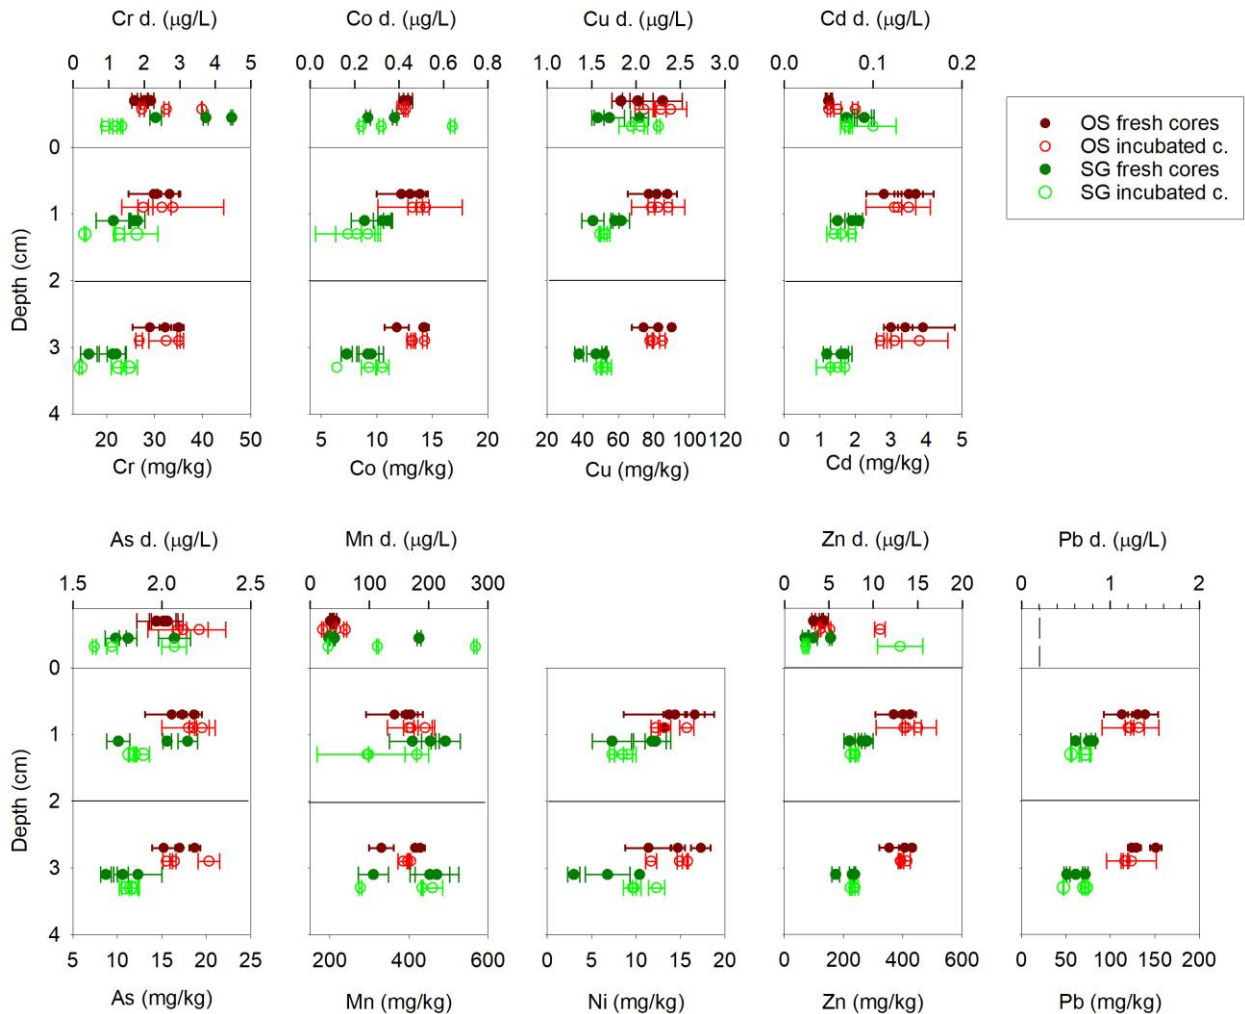 Cr d. (µg/L)
Co d. (µg/L)
Cu d. (µg/L)
Cd d. (µg/L)
0 1 2 3 4 5
0.0 0.2 0.4 0.6 0.8
1.0 1.5 2.0 2.5 3.0
0.0 0.1 0.2
OS fresh cores
OS incubated c.
SG fresh cores
SG incubated c.
Depth (cm)
0
1
2
3
4
20 30 40 50
5 10 15 20
20 40 60 80 100 120
0 1 2 3 4 5
Cr (mg/kg)
Co (mg/kg)
Cu (mg/kg)
Cd (mg/kg)
As d. (µg/L)
Mn d. (µg/L)
Zn d. (µg/L)
Pb d. (µg/L)
1.5 2.0 2.5
0 100 200 300
0 5 10 15 20
0 1 2
Depth (cm)
0
1
2
3
4
5 10 15 20 25
200 400 600
0 5 10 15 20
0 200 400 600
0 40 80 120 160 200
As (mg/kg)
Mn (mg/kg)
Ni (mg/kg)
Zn (mg/kg)
Pb (mg/kg)